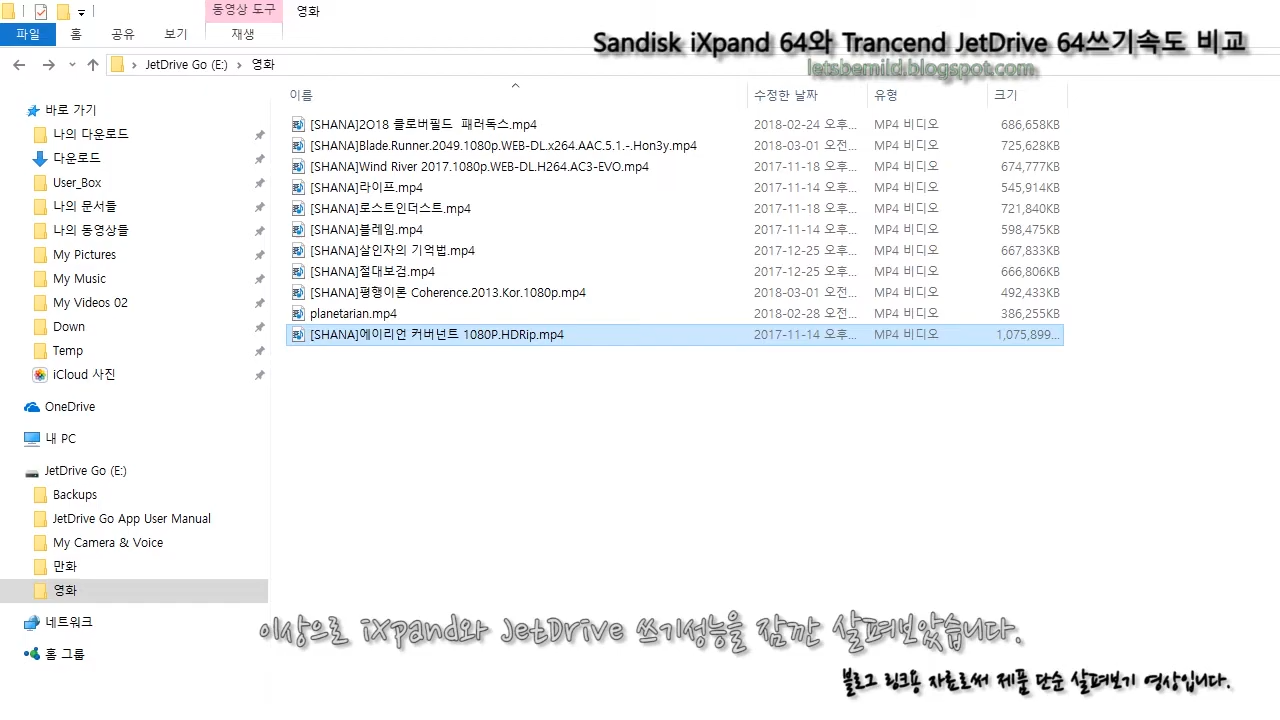 동영상 도구
영화
파일
홈
공유
보기
재생
Sandisk iXpand 64와 Trancend JetDrive 64쓰기속도 비교
letsbemild.blogspot.com
JetDrive Go (E:) > 영화
이름
수정한 날짜
유형
크기
[SHANA]2O18 클로버필드 패러독스.mp4 2018-02-24 오후... MP4 비디오 686,658KB
[SHANA]Blade.Runner.2049.1080p.WEB-DL.x264.AAC.5.1.-.Hon3y.mp4 2018-03-01 오전... MP4 비디오 725,628KB
[SHANA]Wind River 2017.1080p.WEB-DL.H264.AC3-EVO.mp4 2017-11-18 오후... MP4 비디오 674,777KB
[SHANA]라이프.mp4 2017-11-14 오후... MP4 비디오 545,914KB
[SHANA]로스트인더스트.mp4 2017-11-18 오후... MP4 비디오 721,840KB
[SHANA]블레임.mp4 2017-11-14 오후... MP4 비디오 598,475KB
[SHANA]살인자의 기억법.mp4 2017-12-25 오후... MP4 비디오 667,833KB
[SHANA]절대보검.mp4 2017-12-25 오후... MP4 비디오 666,806KB
[SHANA]평행이론 Coherence.2013.Kor.1080p.mp4 2018-03-01 오전... MP4 비디오 492,433KB
planetarian.mp4 2018-02-28 오전... MP4 비디오 386,255KB
[SHANA]에이리언 커버넌트 1080P.HDRip.mp4 2017-11-14 오후... MP4 비디오 1,075,899...
바로 가기
나의 다운로드
다운로드
User_Box
나의 문서들
나의 동영상들
My Pictures
My Music
My Videos 02
Down
Temp
iCloud 사진
OneDrive
내 PC
JetDrive Go (E:)
Backups
JetDrive Go App User Manual
My Camera & Voice
만화
영화
네트워크
홈 그룹
이상으로 iXpand와 JetDrive 쓰기성능을 잠깐 살펴보았습니다.
블로그 링크용 자료로써 제품 단순 살펴보기 영상입니다.